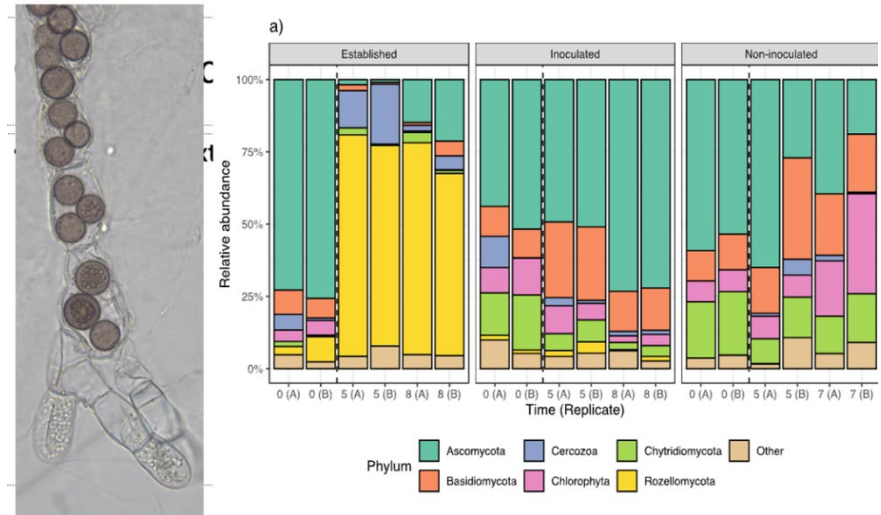 a)
Established
Inoculated
Non-inoculated
100%
75%
50%
25%
0%
Relative abundance
0 (A) 0 (B) 5 (A) 5 (B) 8 (A) 8 (B)
0 (A) 0 (B) 5 (A) 5 (B) 8 (A) 8 (B)
0 (A) 0 (B) 5 (A) 5 (B) 7 (A) 7 (B)
Time (Replicate)
Phylum
Ascomycota
Cercozoa
Chytridiomycota
Other
Basidiomycota
Chlorophyta
Rozellomycota